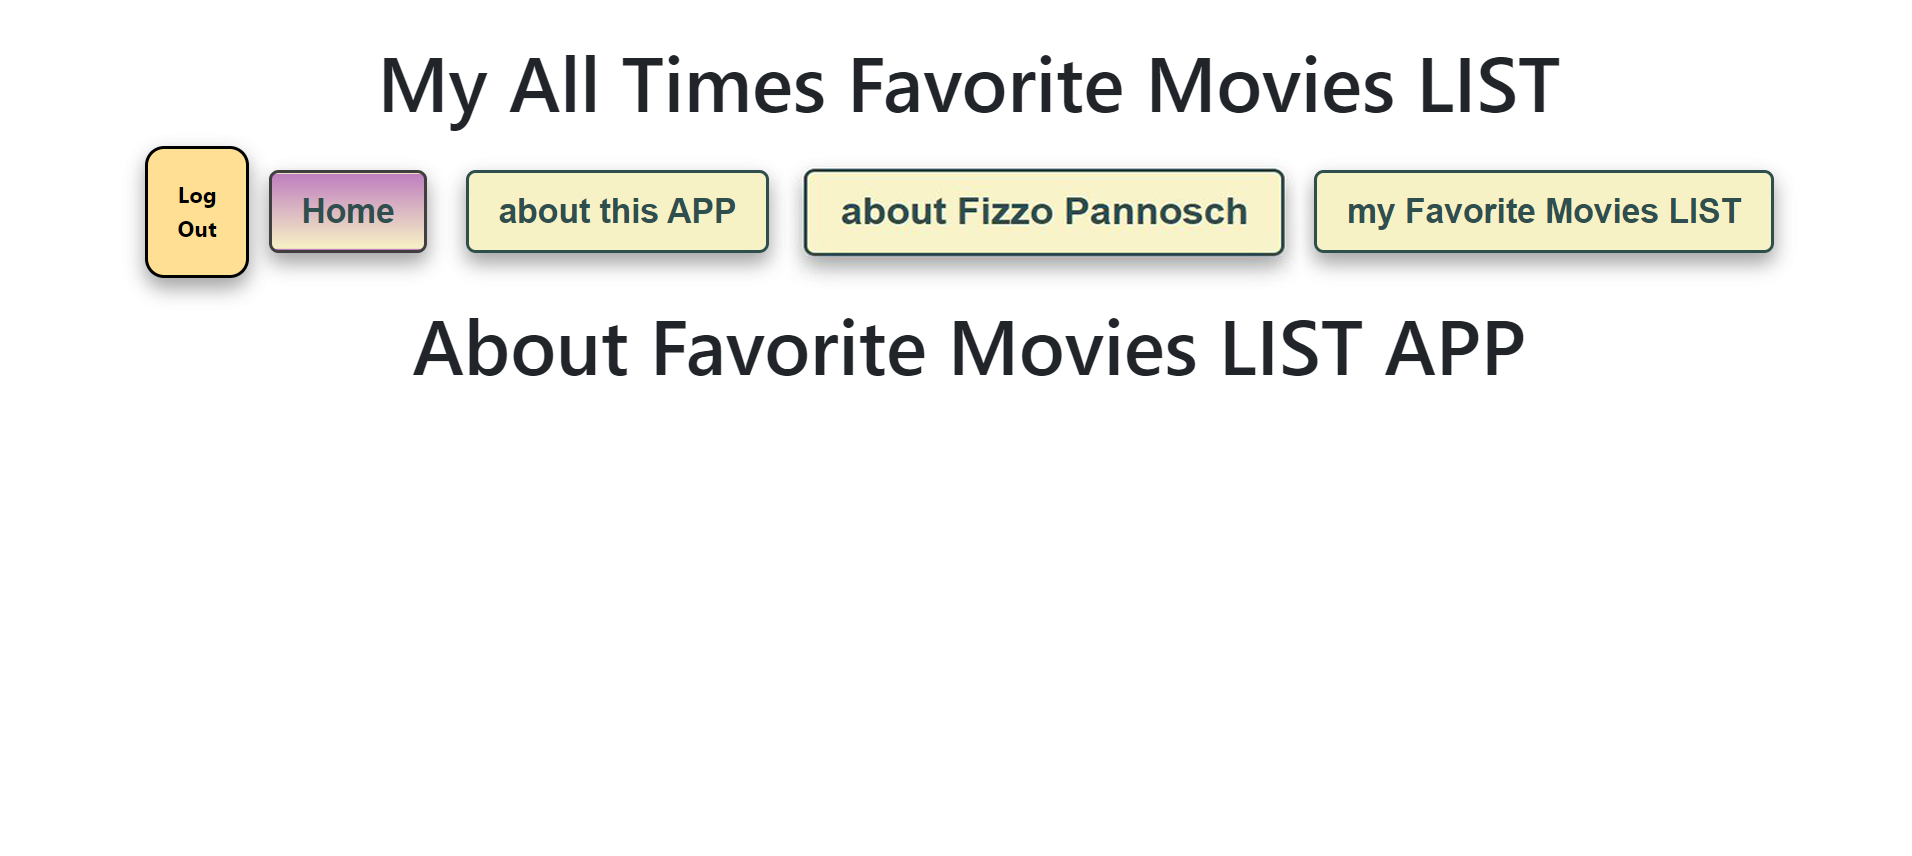 My All Times Favorite Movies LIST
Log
Out
Home
about this APP
about Fizzo Pannosch
my Favorite Movies LIST
About Favorite Movies LIST APP